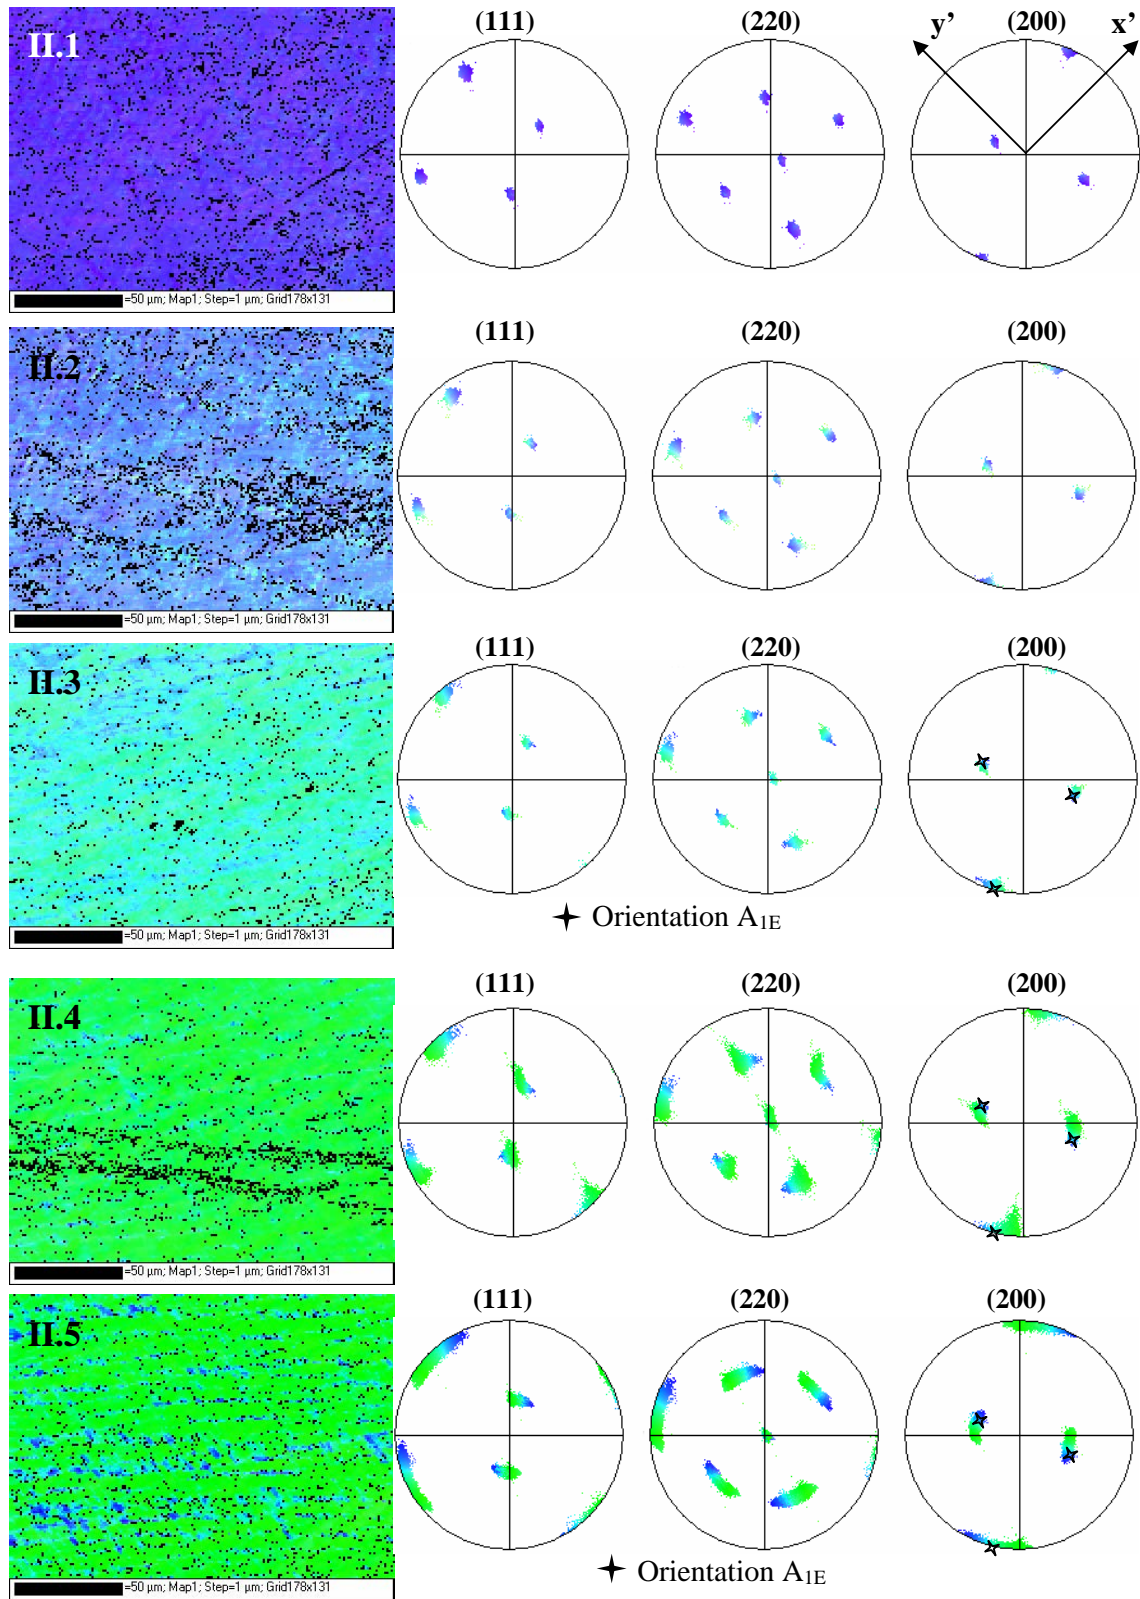 II.1
(111) (220) (200)
y' x'
=50 µm; Map1; Step=1 µm; Grid178x131
II.2
(111) (220) (200)
=50 µm; Map1; Step=1 µm; Grid178x131
II.3
(111) (220) (200)
=50 µm; Map1; Step=1 µm; Grid178x131
Orientation A1E
II.4
(111) (220) (200)
=50 µm; Map1; Step=1 µm; Grid178x131
II.5
(111) (220) (200)
=50 µm; Map1; Step=1 µm; Grid178x131
Orientation A1E